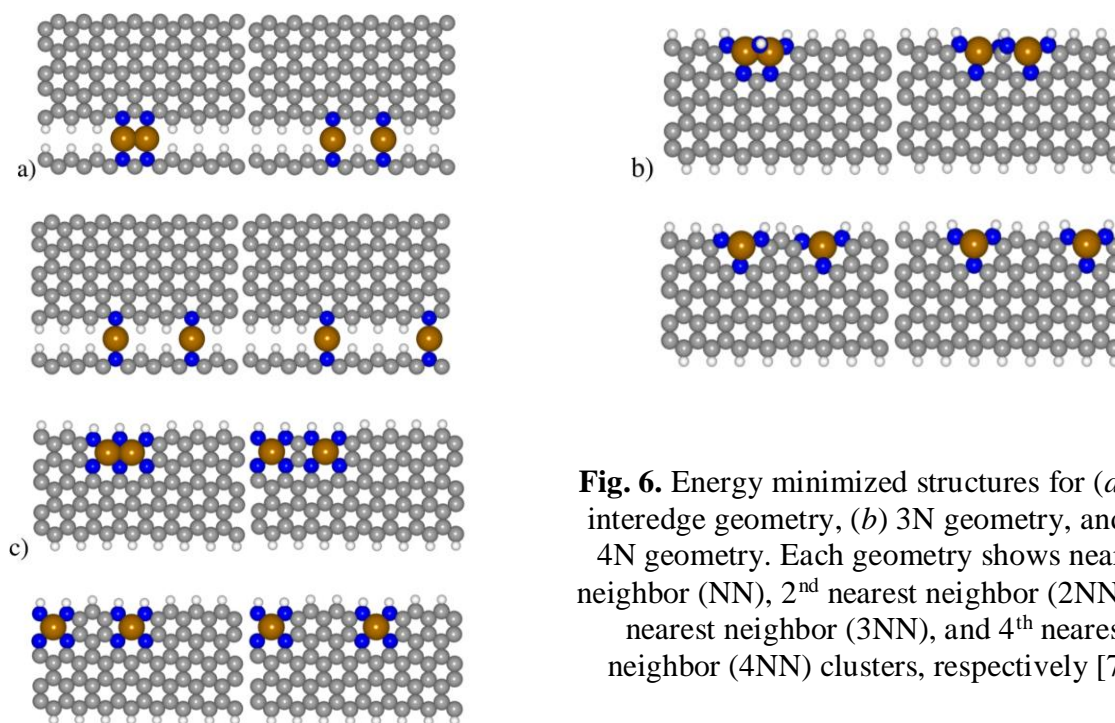 a)
b)
c)
Fig. 6. Energy minimized structures for (a
interedge geometry, (b) 3N geometry, and
4N geometry. Each geometry shows near
neighbor (NN), 2nd nearest neighbor (2NN
nearest neighbor (3NN), and 4th neares
neighbor (4NN) clusters, respectively [7